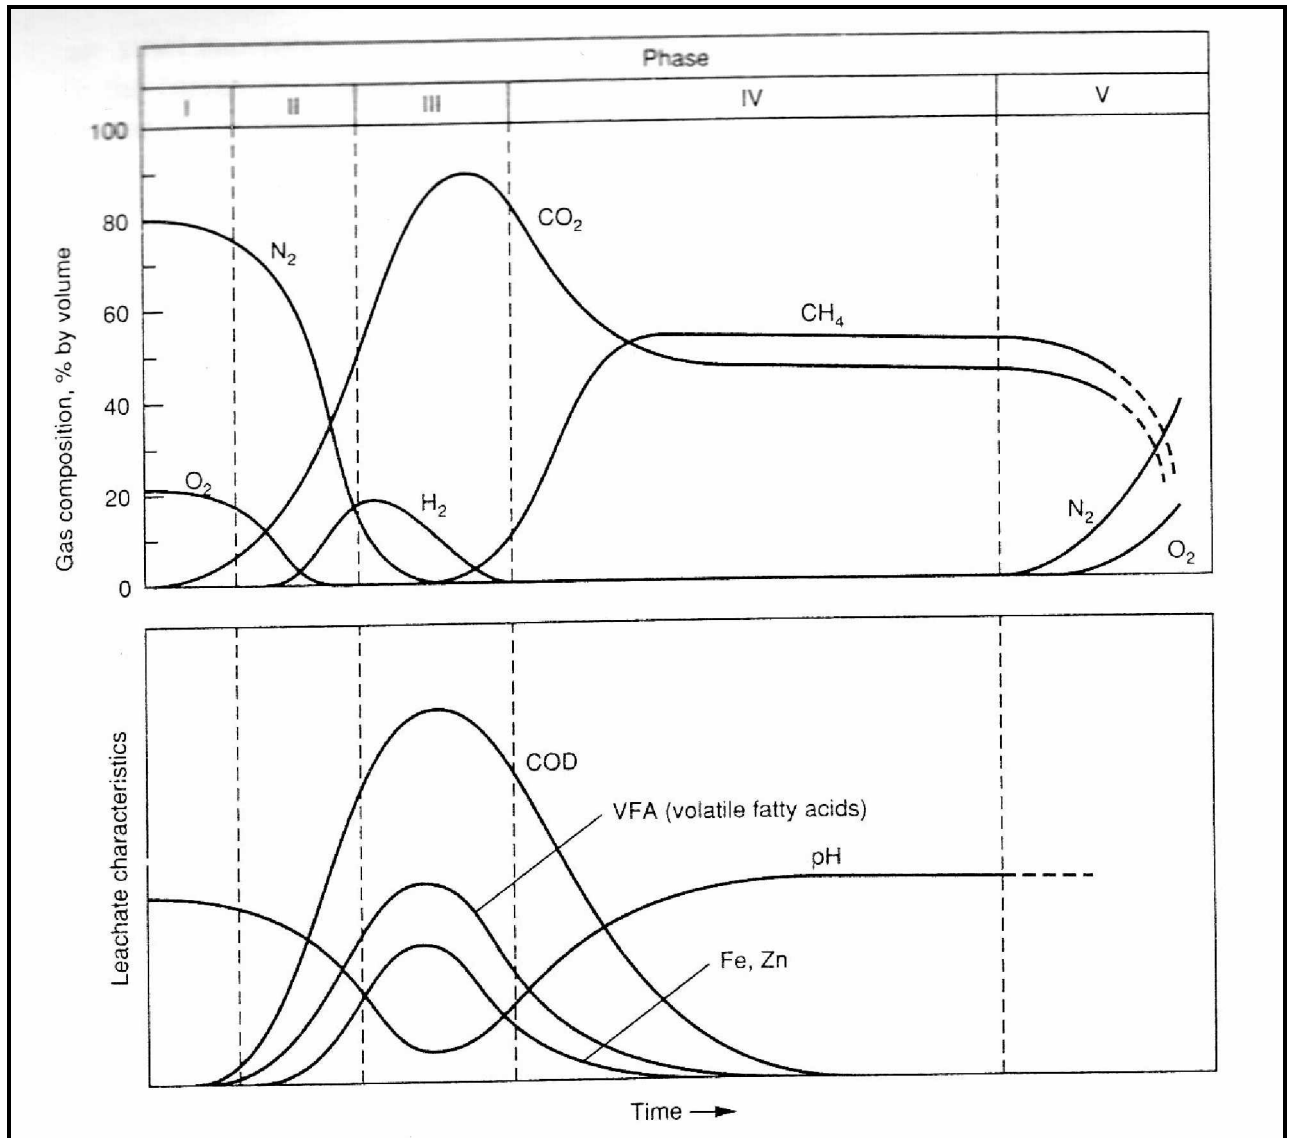 Phase
I II III IV V
100
80
60
40
20
0
Gas composition, % by volume
N₂
CO₂
CH₄
O₂
H₂
N₂
O₂
Leachate characteristics
COD
VFA (volatile fatty acids)
pH
Fe, Zn
Time